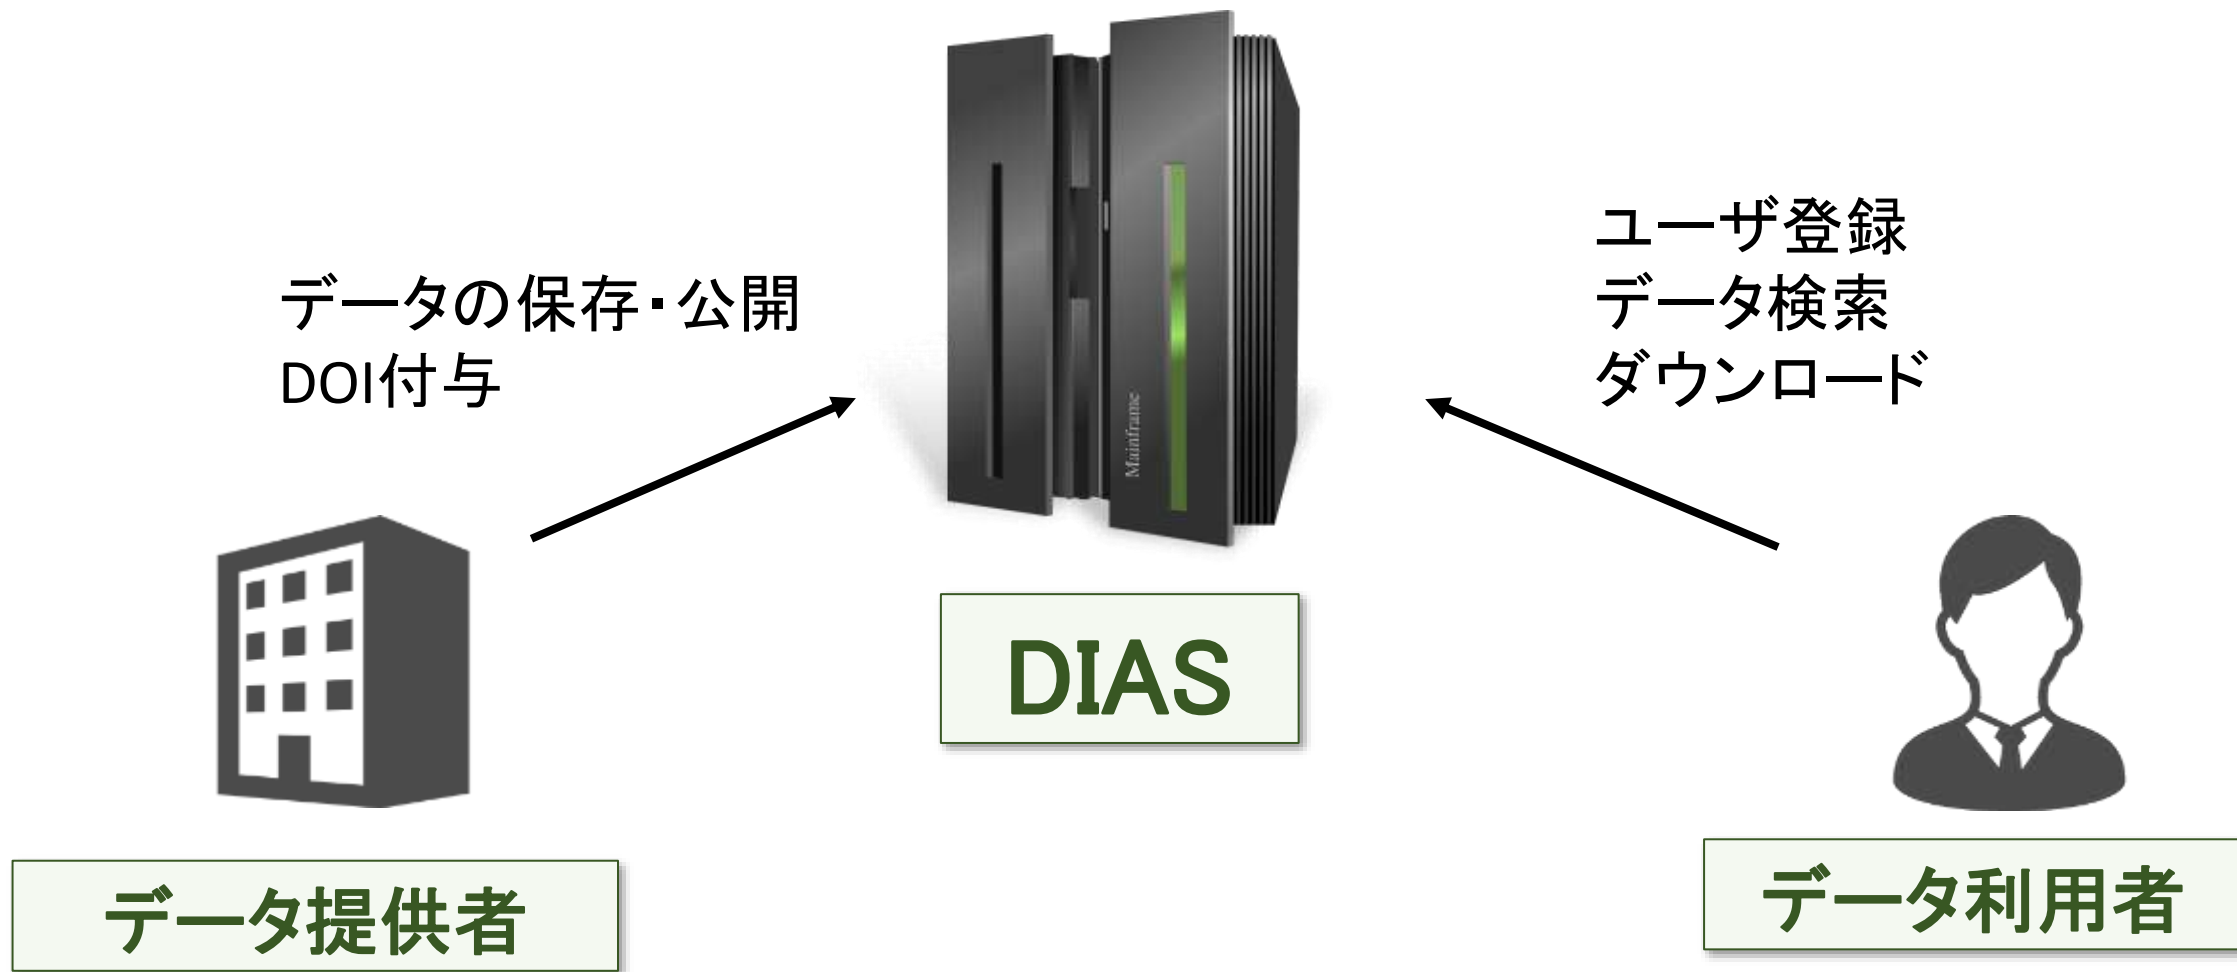 データの保存・公開
DOI付与
Mainframe
ユーザ登録
データ検索
ダウンロード
DIAS
データ提供者
データ利用者